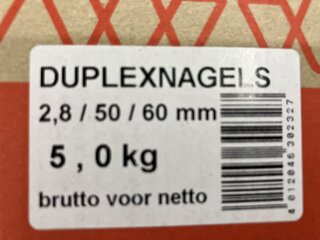 DUPLEXNAGELS
2,8 / 50 / 60 mm
5 , 0 kg
brutto voor netto
4 012046 302327